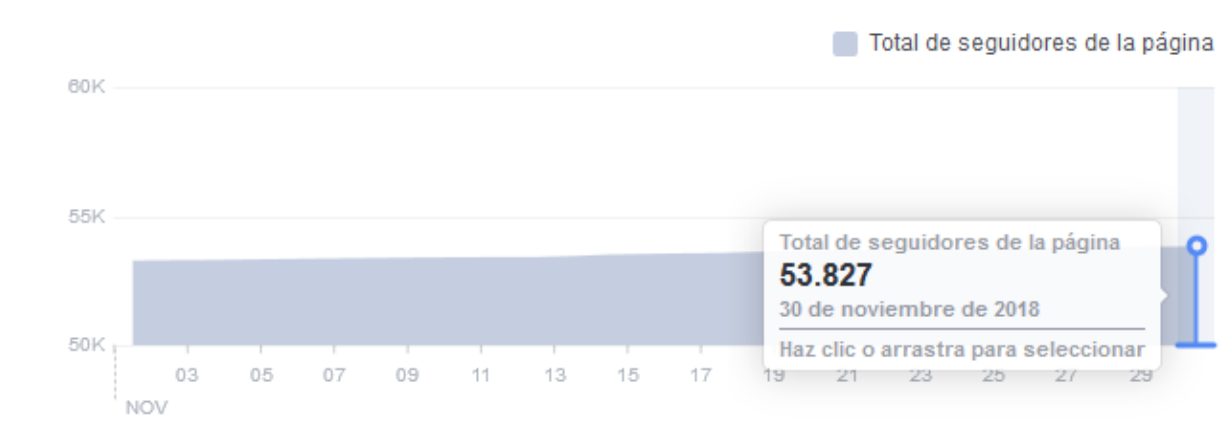 Total de seguidores de la página
60K
55K
Total de seguidores de la página
53.827
30 de noviembre de 2018
Haz clic o arrastra para seleccionar
50K
03 05 07 09 11 13 15 17 19 21 23 25 27 29
NOV